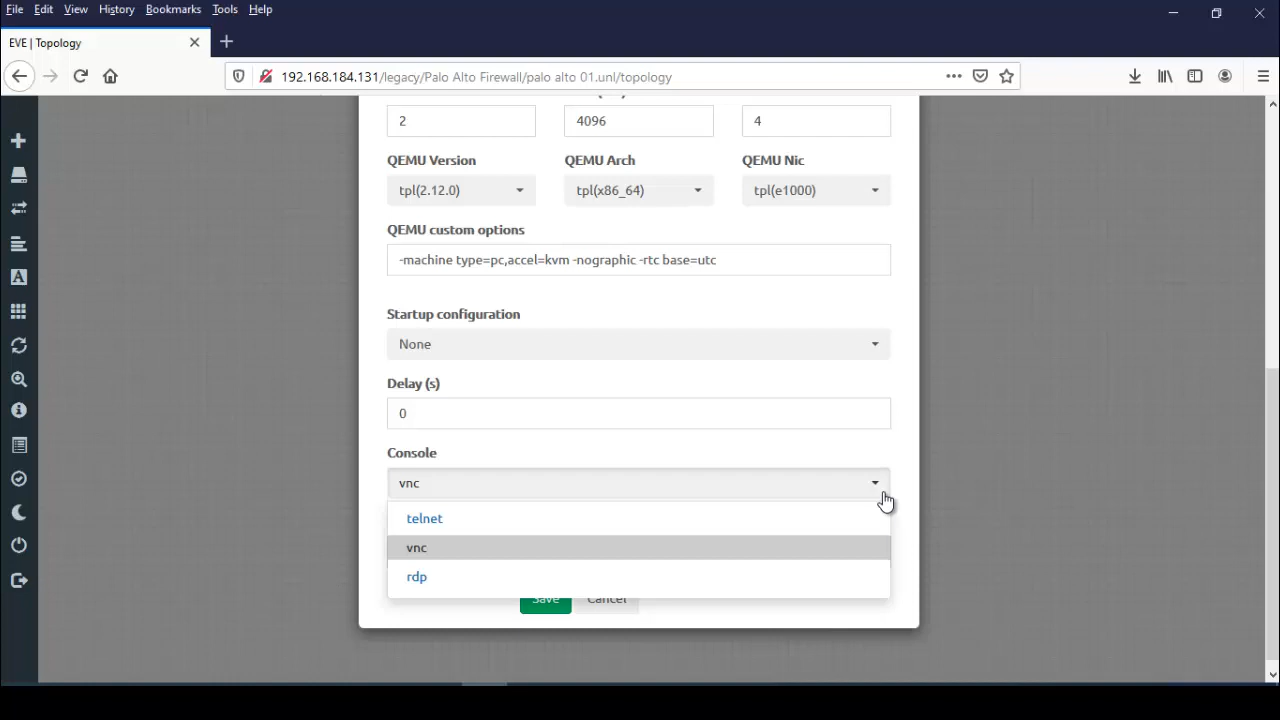 File Edit View History Bookmarks Tools Help
EVE | Topology
192.168.184.131/legacy/Palo Alto Firewall/palo alto 01.unl/topology
2 4096 4
QEMU Version QEMU Arch QEMU Nic
tpl(2.12.0) tpl(x86_64) tpl(e1000)
QEMU custom options
-machine type=pc,accel=kvm -nographic -rtc base=utc
Startup configuration
None
Delay (s)
0
Console
vnc
telnet
vnc
rdp
Save Cancel